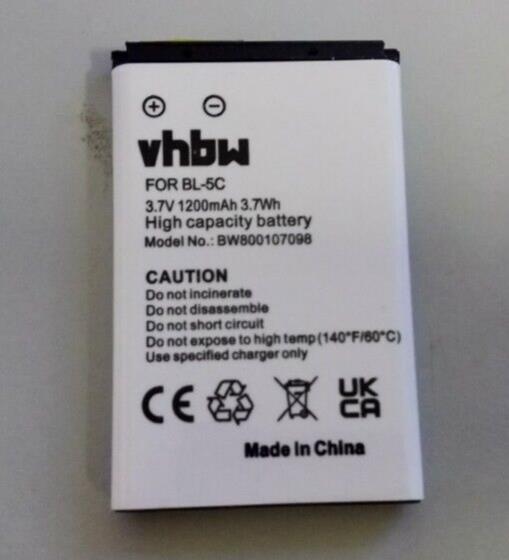 + -
vhbw
FOR BL-5C
3.7V 1200mAh 3.7Wh
High capacity battery
Model No.: BW800107098
CAUTION
Do not incinerate
Do not disassemble
Do not short circuit
Do not expose to high temp (140°F/60°C)
Use specified charger only
CE UK
CA
Made in China